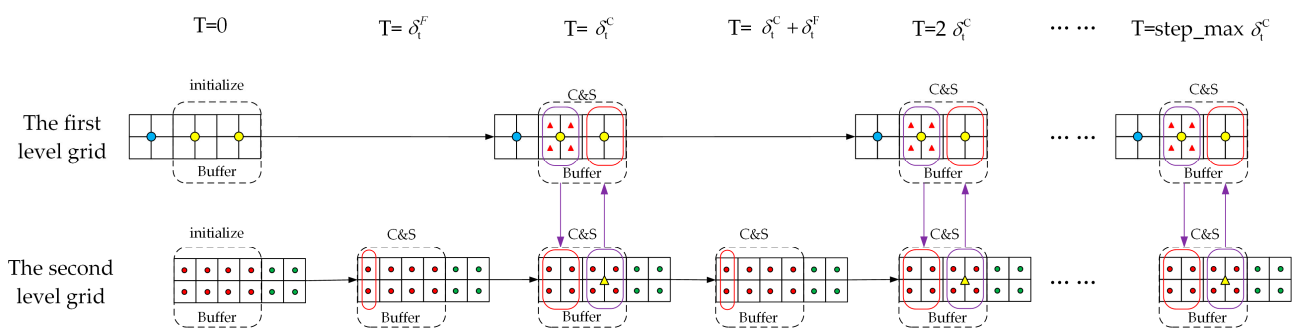 T=0 T= δₜᶠ T= δₜᶜ T= δₜᶜ +δₜᶠ T=2 δₜᶜ ... ... T=step_max δₜᶜ
initialize C&S C&S C&S
The first
level grid
... ...
Buffer Buffer Buffer Buffer
initialize C&S C&S C&S C&S C&S
The second
level grid
... ...
Buffer Buffer Buffer Buffer Buffer Buffer